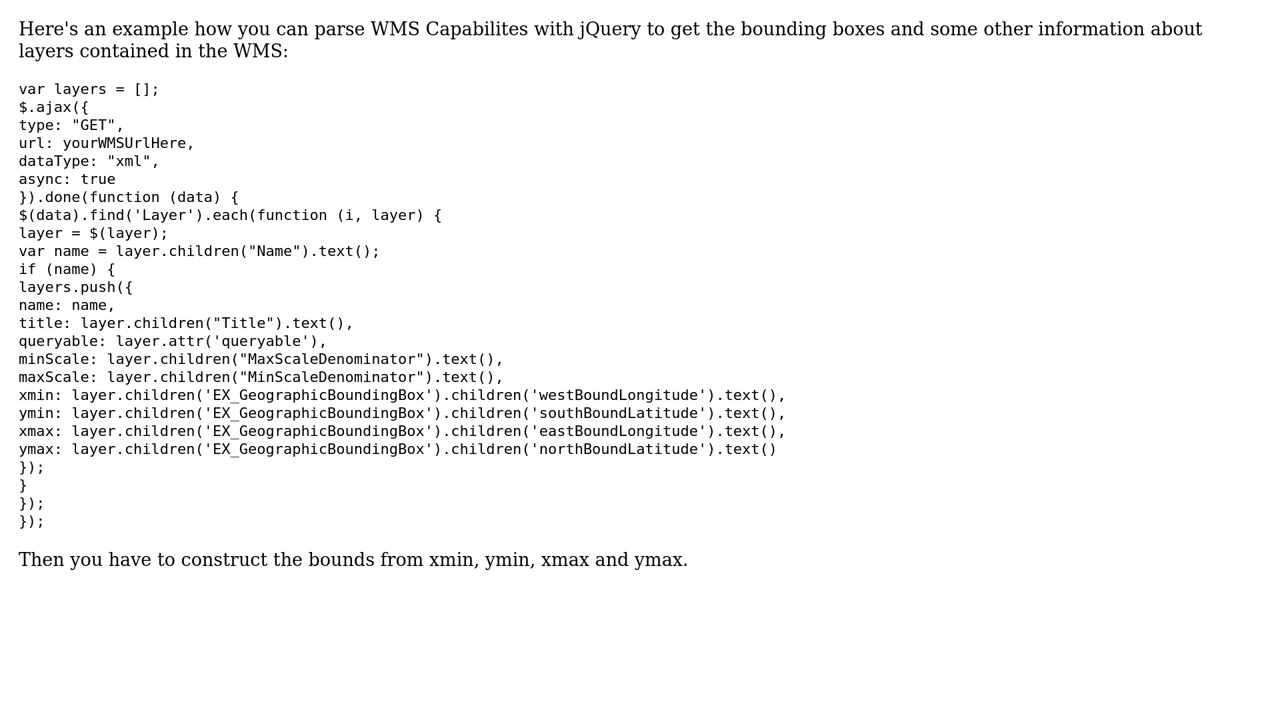 Here's an example how you can parse WMS Capabilites with jQuery to get the bounding boxes and some other information about
layers contained in the WMS:
var layers = [];
$.ajax({
type: "GET",
url: yourWMSUrlHere,
dataType: "xml",
async: true
}).done(function (data) {
$(data).find('Layer').each(function (i, layer) {
layer = $(layer);
var name = layer.children("Name").text();
if (name) {
layers.push({
name: name,
title: layer.children("Title").text(),
queryable: layer.attr('queryable'),
minScale: layer.children("MaxScaleDenominator").text(),
maxScale: layer.children("MinScaleDenominator").text(),
xmin: layer.children('EX_GeographicBoundingBox').children('westBoundLongitude').text(),
ymin: layer.children('EX_GeographicBoundingBox').children('southBoundLatitude').text(),
xmax: layer.children('EX_GeographicBoundingBox').children('eastBoundLongitude').text(),
ymax: layer.children('EX_GeographicBoundingBox').children('northBoundLatitude').text()
});
}
});
});
Then you have to construct the bounds from xmin, ymin, xmax and ymax.